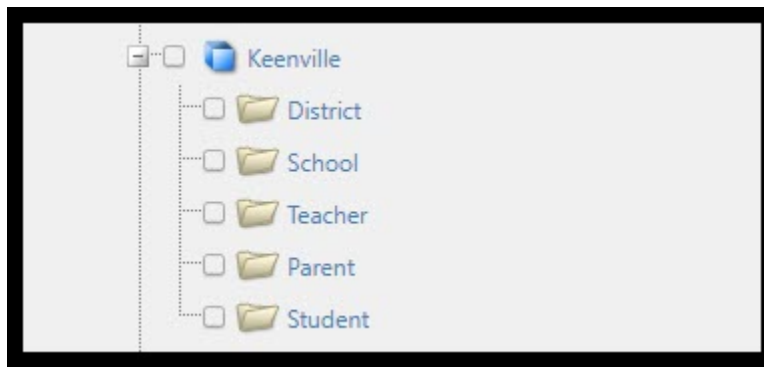 Keenville
District
School
Teacher
Parent
Student